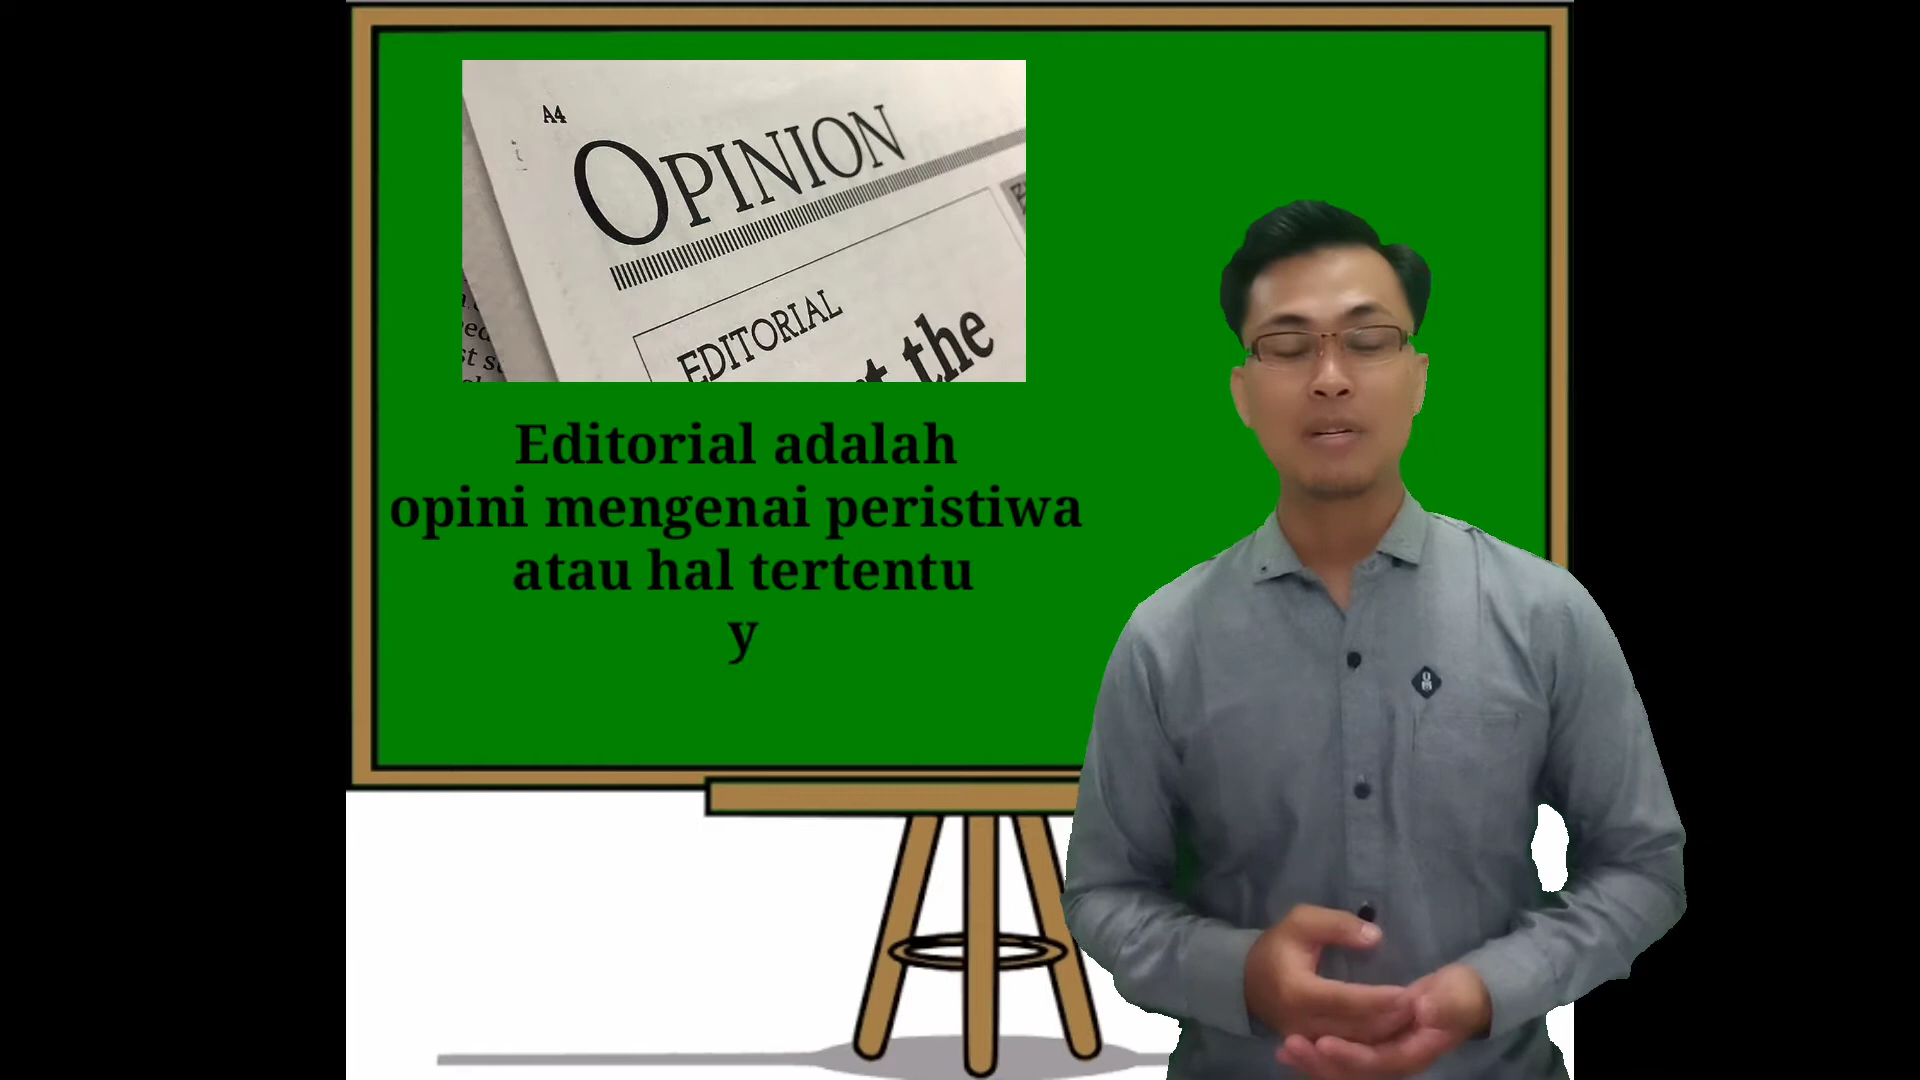 A4
OPINION
EDITORIAL
the
Editorial adalah
opini mengenai peristiwa
atau hal tertentu
y